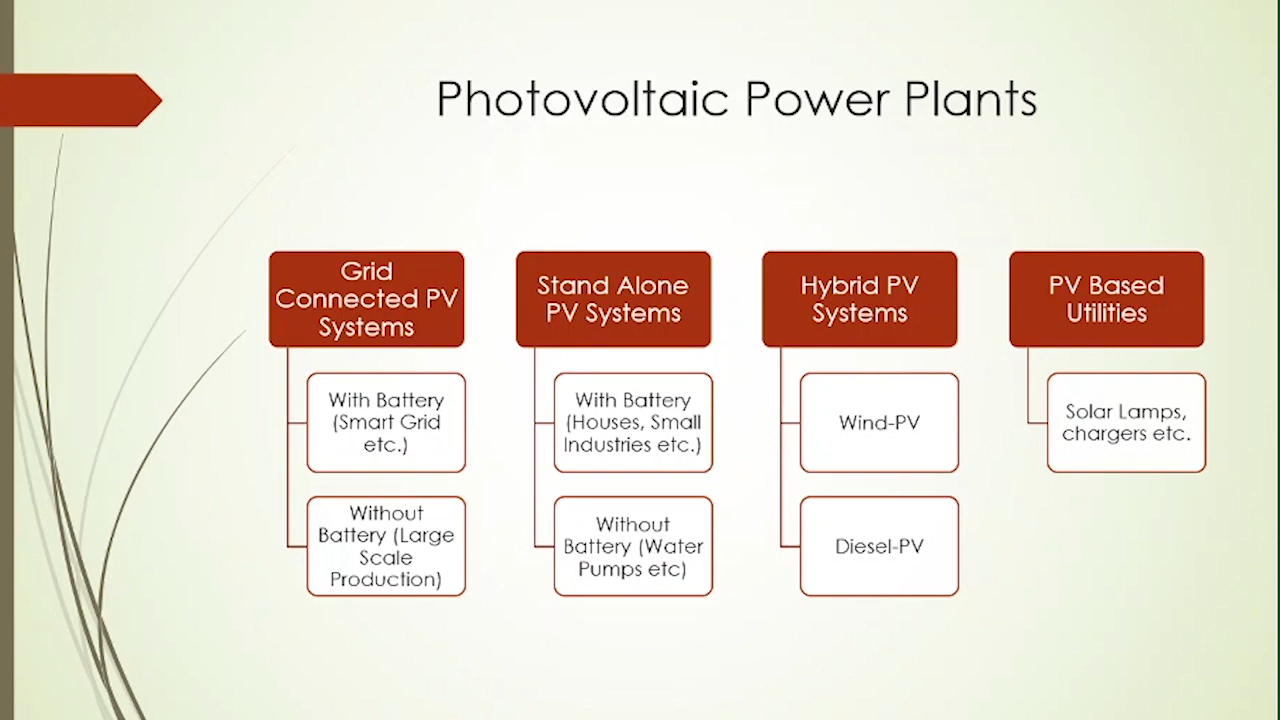 Photovoltaic Power Plants
Grid
Connected PV
Systems
With Battery
(Smart Grid
etc.)
Without
Battery (Large
Scale
Production)
Stand Alone
PV Systems
With Battery
(Houses, Small
Industries etc.)
Without
Battery (Water
Pumps etc)
Hybrid PV
Systems
Wind-PV
Diesel-PV
PV Based
Utilities
Solar Lamps,
chargers etc.